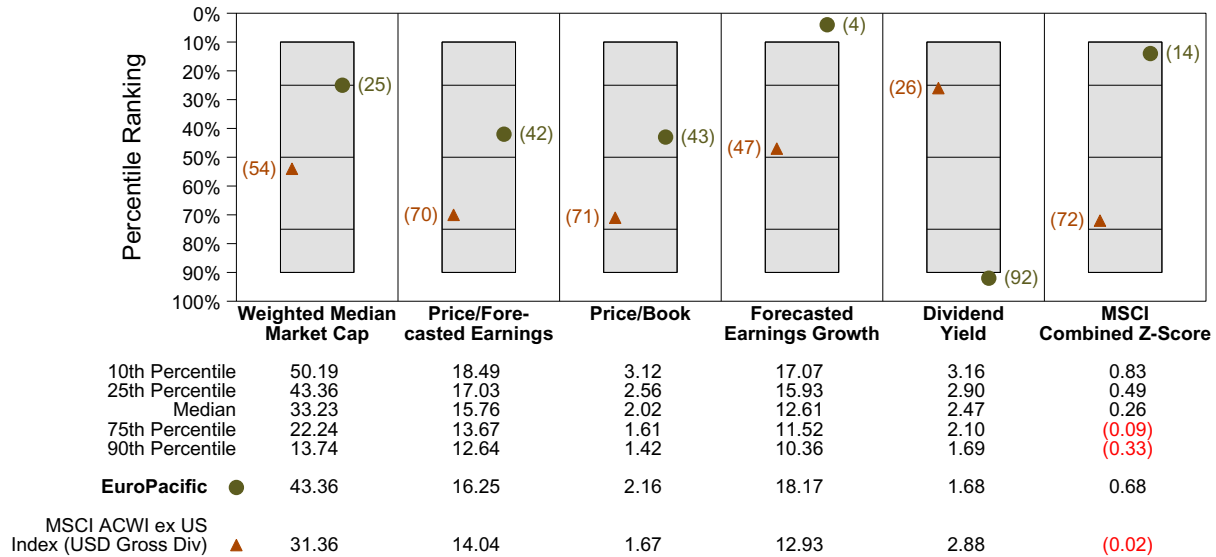 Percentile Ranking
0%
10%
20%
30%
40%
50%
60%
70%
80%
90%
100%
(25)
(54)
(42)
(70)
(43)
(71)
(4)
(47)
(26)
(92)
(14)
(72)
Weighted Median
Market Cap
Price/Fore-
casted Earnings
Price/Book
Forecasted
Earnings Growth
Dividend
Yield
MSCI
Combined Z-Score
10th Percentile 50.19 18.49 3.12 17.07 3.16 0.83
25th Percentile 43.36 17.03 2.56 15.93 2.90 0.49
Median 33.23 15.76 2.02 12.61 2.47 0.26
75th Percentile 22.24 13.67 1.61 11.52 2.10 (0.09)
90th Percentile 13.74 12.64 1.42 10.36 1.69 (0.33)
EuroPacific 43.36 16.25 2.16 18.17 1.68 0.68
MSCI ACWI ex US
Index (USD Gross Div) 31.36 14.04 1.67 12.93 2.88 (0.02)